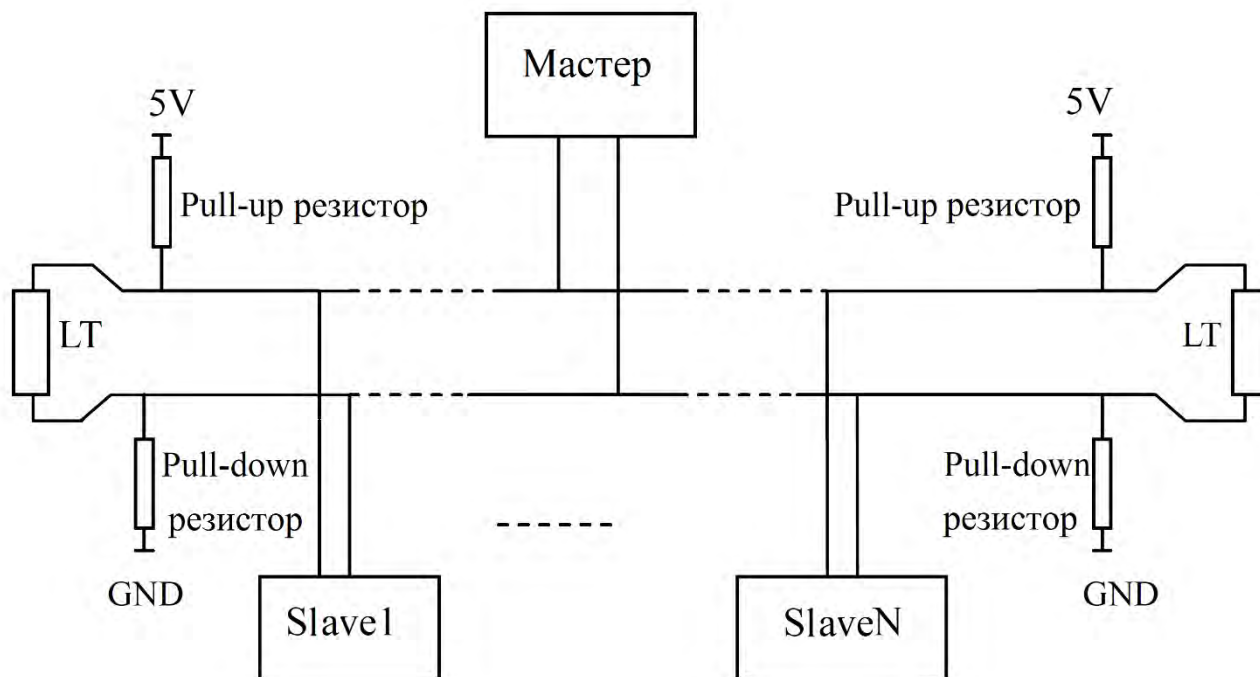 Мастер
5V
5V
Pull-up резистор
Pull-up резистор
LT
LT
Pull-down
резистор
Pull-down
резистор
GND
GND
Slave1
SlaveN